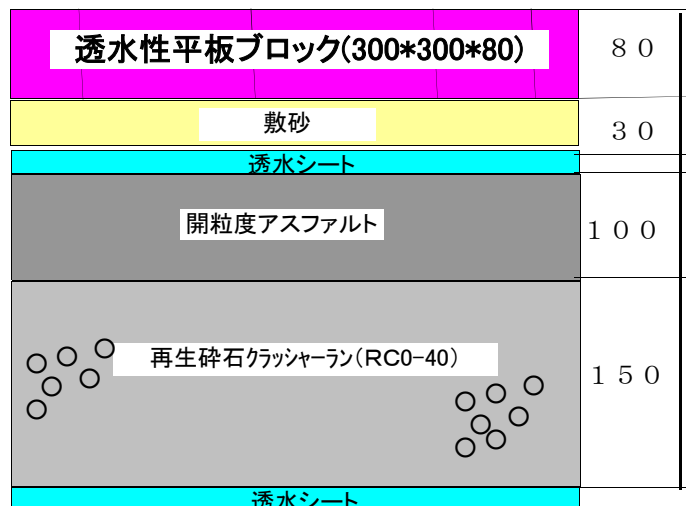 透水性平板ブロック(300*300*80)
８０
敷砂
３０
透水シート
開粒度アスファルト
１００
再生砕石ｸﾗｯｼｬｰﾗﾝ(RC0-40)
１５０
透水シート